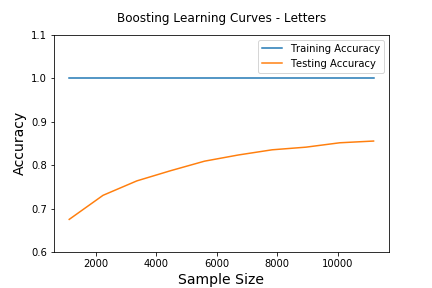 Boosting Learning Curves - Letters
1.1
1.0
0.9
0.8
0.7
0.6
Accuracy
Training Accuracy
Testing Accuracy
2000 4000 6000 8000 10000
Sample Size